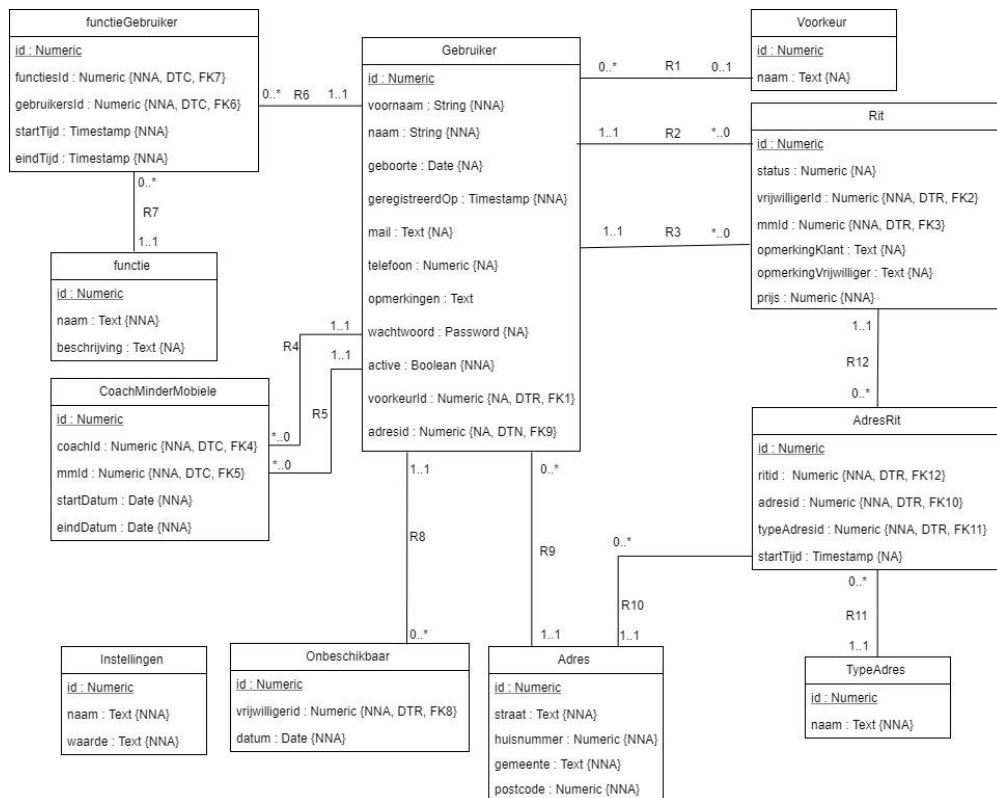 functieGebruiker
id : Numeric
functiesId : Numeric {NNA, DTC, FK7}
gebruikersId : Numeric {NNA, DTC, FK6}
startTijd : Timestamp {NNA}
eindTijd : Timestamp {NNA}
0..*
R6
1..1
0..*
R7
1..1
functie
id : Numeric
naam : Text {NNA}
beschrijving : Text {NA}
Gebruiker
id : Numeric
voornaam : String {NNA}
naam : String {NNA}
geboorte : Date {NA}
geregistreerdOp : Timestamp {NNA}
mail : Text {NA}
telefoon : Numeric {NA}
opmerkingen : Text
wachtwoord : Password {NA}
active : Boolean {NNA}
voorkeurId : Numeric {NA, DTR, FK1}
adresid : Numeric {NA, DTN, FK9}
0..*
R1
0..1
Voorkeur
id : Numeric
naam : Text {NA}
1..1
R2
*..0
1..1
R3
*..0
Rit
id : Numeric
status : Numeric {NA}
vrijwilligerId : Numeric {NNA, DTR, FK2}
mmId : Numeric {NNA, DTR, FK3}
opmerkingKlant : Text {NA}
opmerkingVrijwilliger : Text {NA}
prijs : Numeric {NNA}
1..1
R12
0..*
1..1
R4
1..1
R5
*..0
*..0
CoachMinderMobiele
id : Numeric
coachId : Numeric {NNA, DTC, FK4}
mmId : Numeric {NNA, DTC, FK5}
startDatum : Date {NNA}
eindDatum : Date {NNA}
AdresRit
id : Numeric
ritid : Numeric {NNA, DTR, FK12}
adresid : Numeric {NNA, DTR, FK10}
typeAdresid : Numeric {NNA, DTR, FK11}
startTijd : Timestamp {NA}
1..1
R8
0..*
0..*
R9
1..1
0..*
R10
1..1
0..*
R11
1..1
Instellingen
id : Numeric
naam : Text {NNA}
waarde : Text {NNA}
Onbeschikbaar
id : Numeric
vrijwilligerid : Numeric {NNA, DTR, FK8}
datum : Date {NNA}
Adres
id : Numeric
straat : Text {NNA}
huisnummer : Numeric {NNA}
gemeente : Text {NNA}
postcode : Numeric {NNA}
TypeAdres
id : Numeric
naam : Text {NNA}